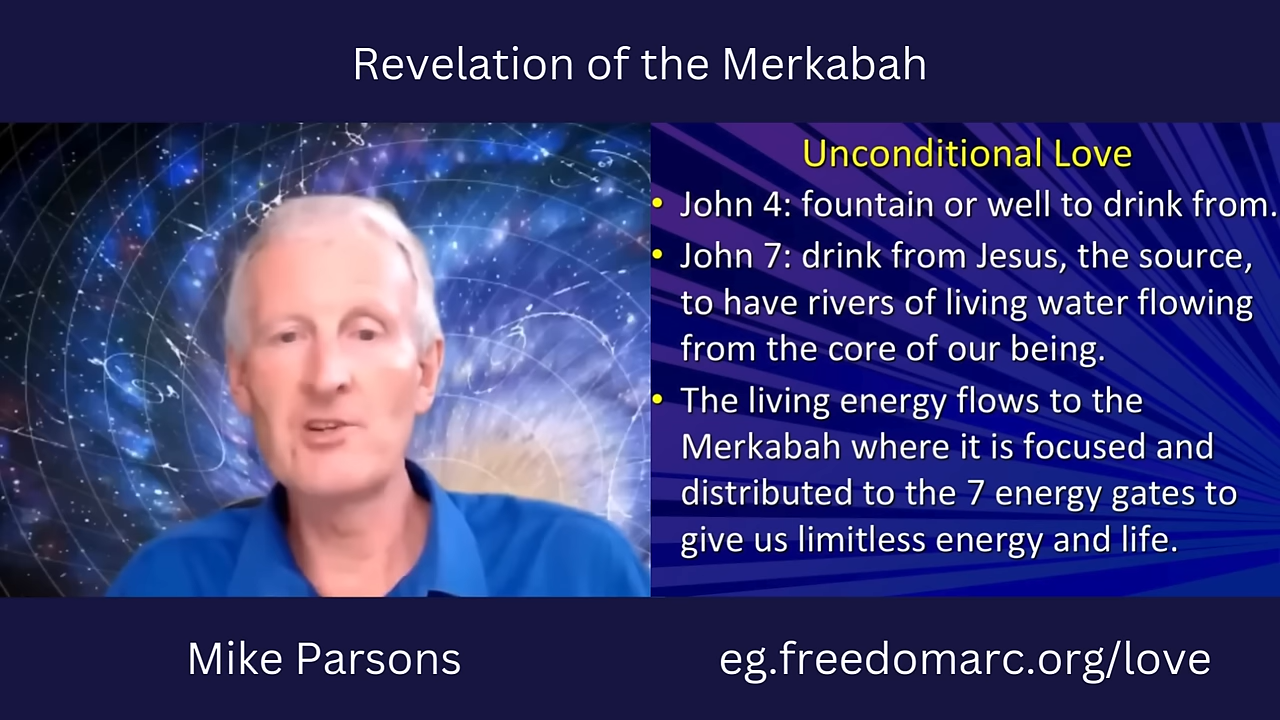 Revelation of the Merkabah
Unconditional Love
• John 4: fountain or well to drink from.
• John 7: drink from Jesus, the source,
to have rivers of living water flowing
from the core of our being.
• The living energy flows to the
Merkabah where it is focused and
distributed to the 7 energy gates to
give us limitless energy and life.
Mike Parsons
eg.freedomarc.org/love